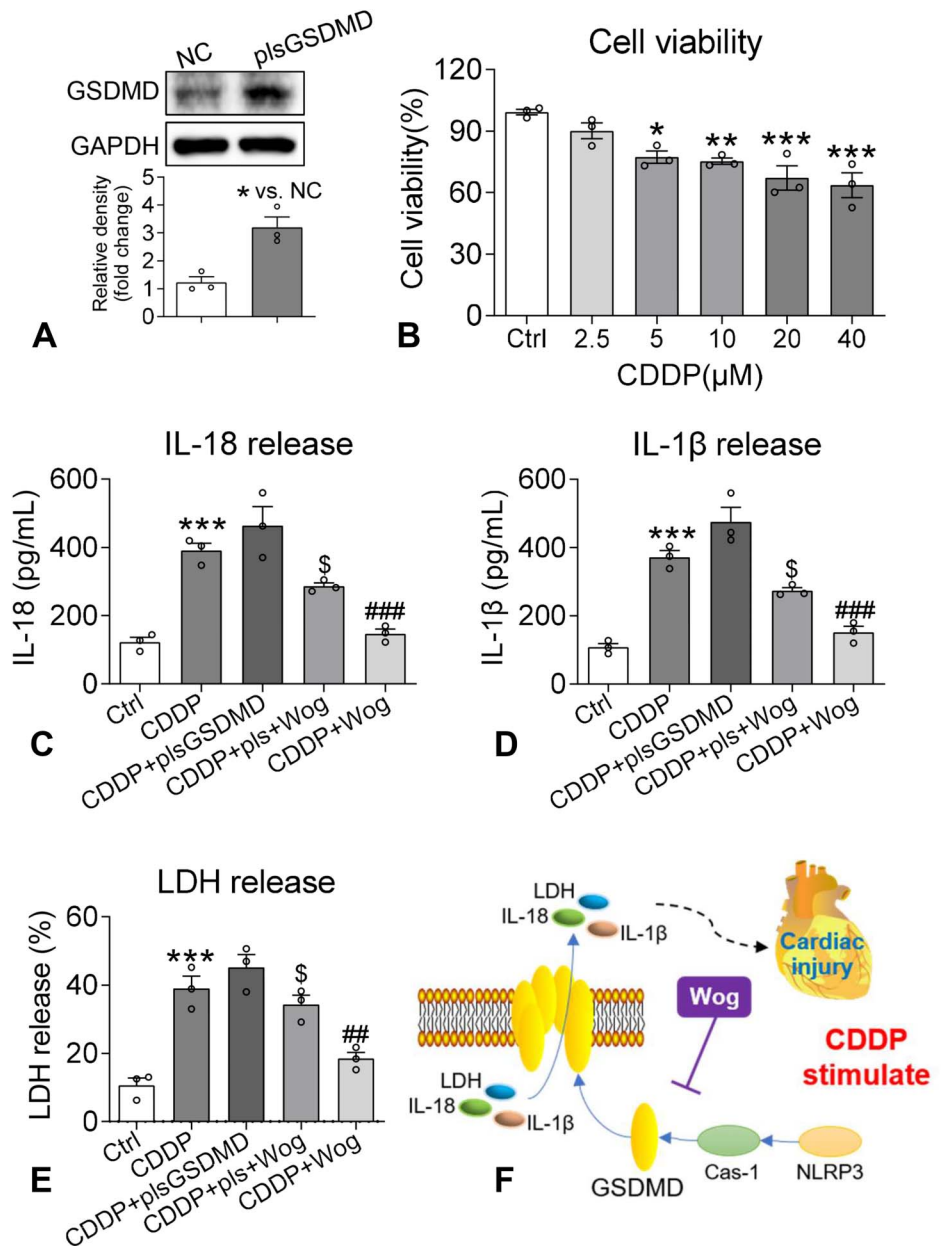 NC plsGSDMD
GSDMD
GAPDH
Relative density
(fold change)
5
4
3
2
1
0
* vs. NC
A
Cell viability
Cell viability(%)
120
90
60
30
0
* ** *** ***
Ctrl 2.5 5 10 20 40
CDDP(μM)
B
IL-18 release
IL-18 (pg/mL)
600
400
200
0
***
$
###
Ctrl
CDDP
CDDP+plsGSDMD
CDDP+pls+Wog
CDDP+Wog
C
IL-1β release
IL-1β (pg/mL)
600
400
200
0
***
$
###
Ctrl
CDDP
CDDP+plsGSDMD
CDDP+pls+Wog
CDDP+Wog
D
LDH release
LDH release (%)
60
40
20
0
***
$
##
Ctrl
CDDP
CDDP+plsGSDMD
CDDP+pls+Wog
CDDP+Wog
E
LDH
IL-18
IL-1β
Cardiac
injury
Wog
CDDP
stimulate
LDH
IL-18
IL-1β
GSDMD
Cas-1
NLRP3
F